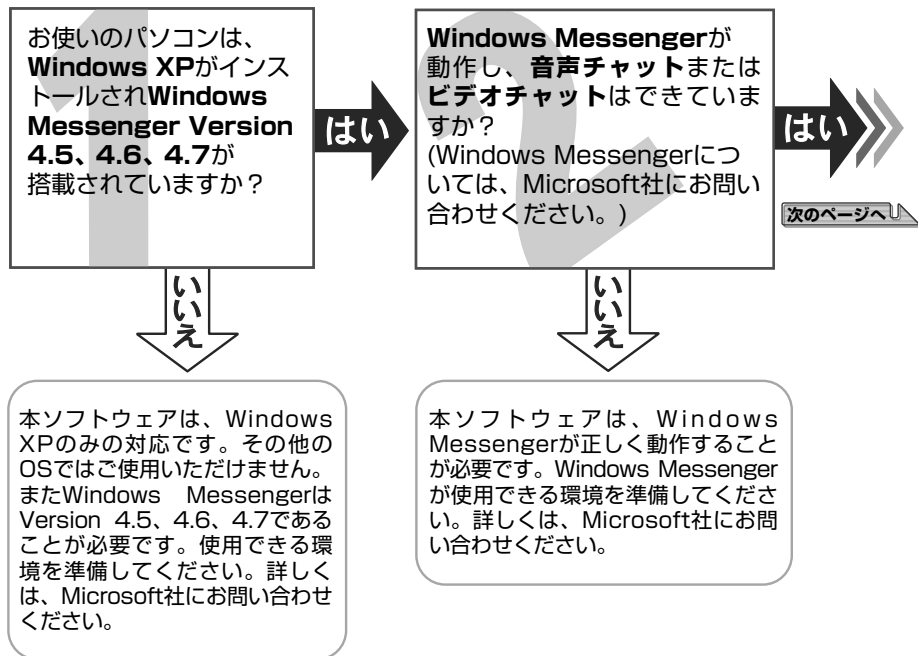 1
お使いのパソコンは、
Windows XPがインス
トールされWindows
Messenger Version
4.5、4.6、4.7が
搭載されていますか？
はい
いいえ
本ソフトウェアは、Windows
XPのみの対応です。その他の
OSではご使用いただけません。
またWindows MessengerはVersion 4.5、4.6、4.7である
ことが必要です。使用できる環
境を準備してください。詳しく
は、Microsoft社にお問い合わせ
ください。
2
Windows Messengerが
動作し、音声チャットまたは
ビデオチャットはできていま
すか？
(Windows Messengerにつ
いては、Microsoft社にお問い
合わせください。)
はい
次のページへ
いいえ
本ソフトウェアは、Windows
Messengerが正しく動作すること
が必要です。Windows Messenger
が使用できる環境を準備してくださ
い。詳しくは、Microsoft社にお問
い合わせください。